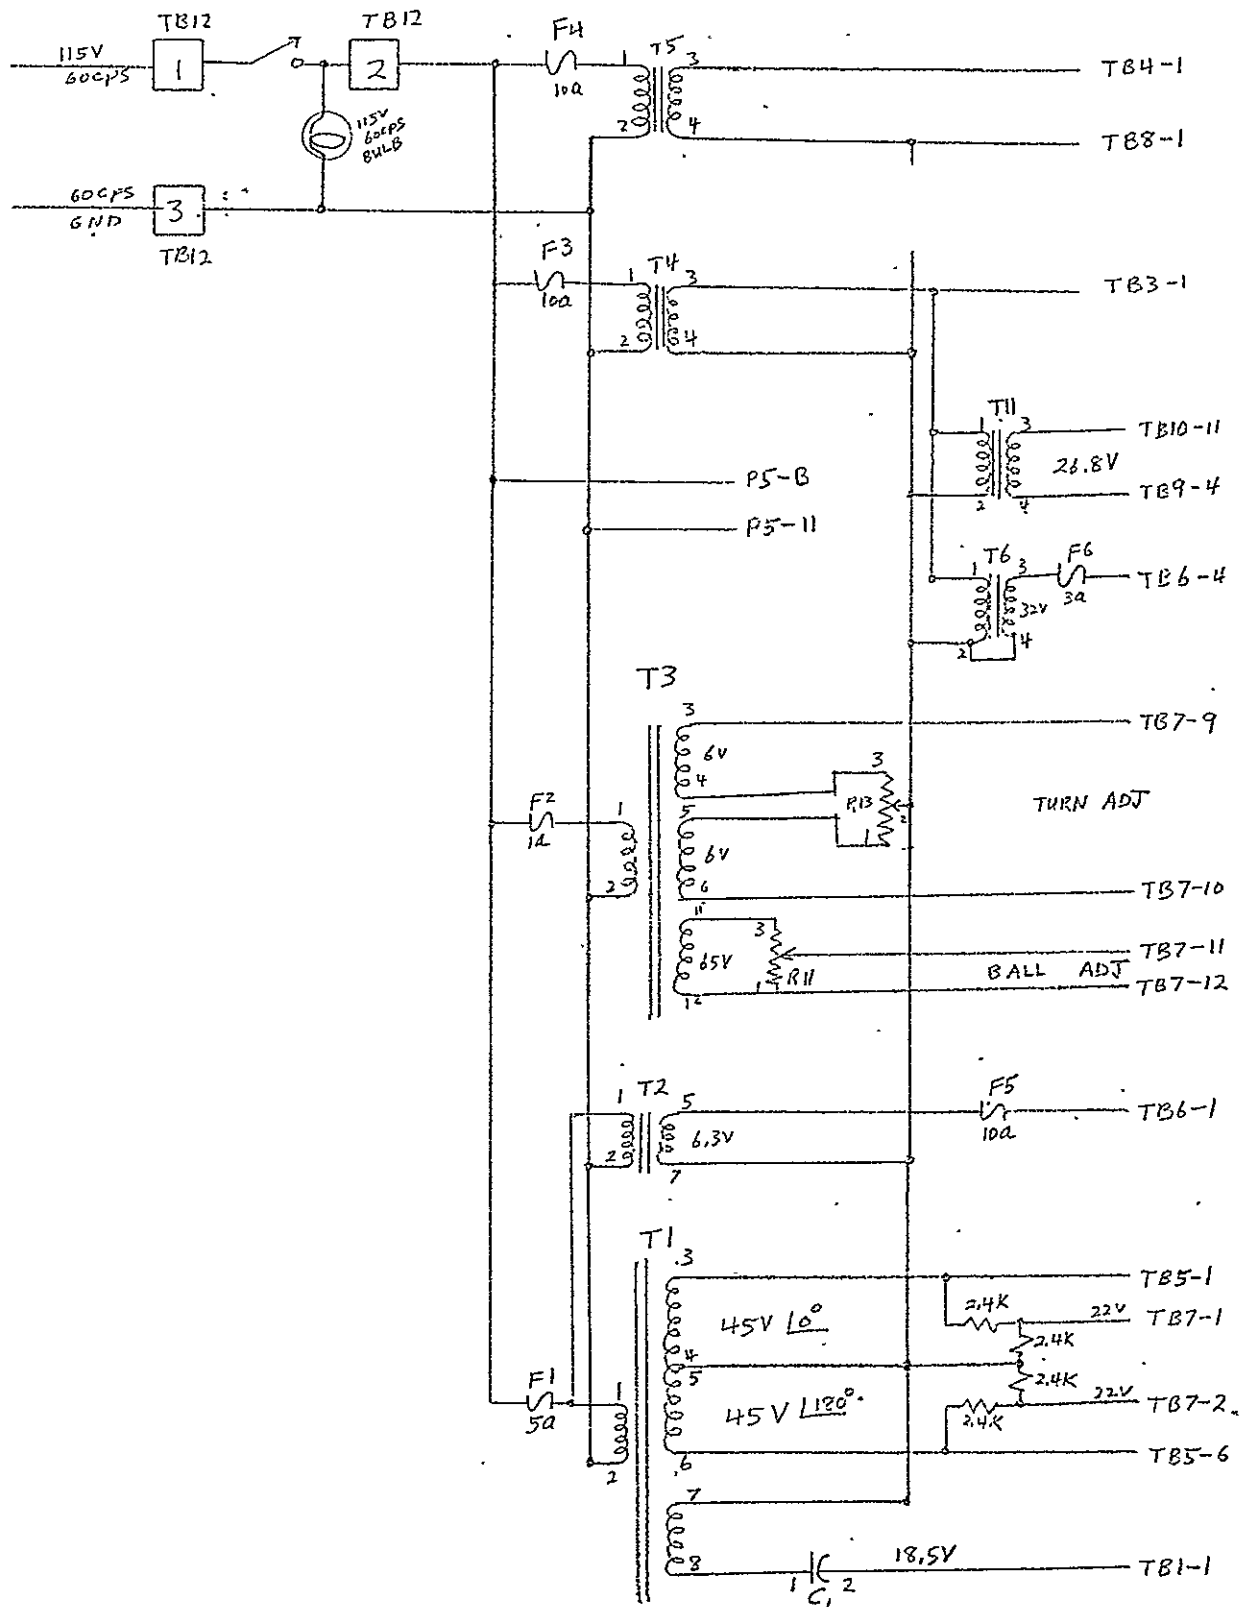 TB12
TB12
115V
60CPS
1
2
F4
10a
1
T5
3
TB4-1
115V
60CPS
BULB
2
4
TB8-1
60CPS
GND
3
TB12
F3
10a
1
T4
3
TB3-1
2
4
T11
1
3
TB10-11
26.8V
P5-B
2
4
TB9-4
P5-11
T6
F6
1
3
TB6-4
3a
32V
2
4
T3
3
TB7-9
6V
3
4
F2
1
R13
2
TURN ADJ
1a
5
1
6V
2
6
TB7-10
11
3
TB7-11
65V
BALL ADJ
1
R11
12
TB7-12
1
T2
5
F5
TB6-1
6.3V
10a
2
7
T1
3
TB5-1
2.4K
22V
TB7-1
45V ∠0°
2.4K
4
5
2.4K
F1
1
22V
TB7-2
5a
45V ∠180°
2.4K
6
TB5-6
2
7
8
18.5V
TB1-1
1
2
C1